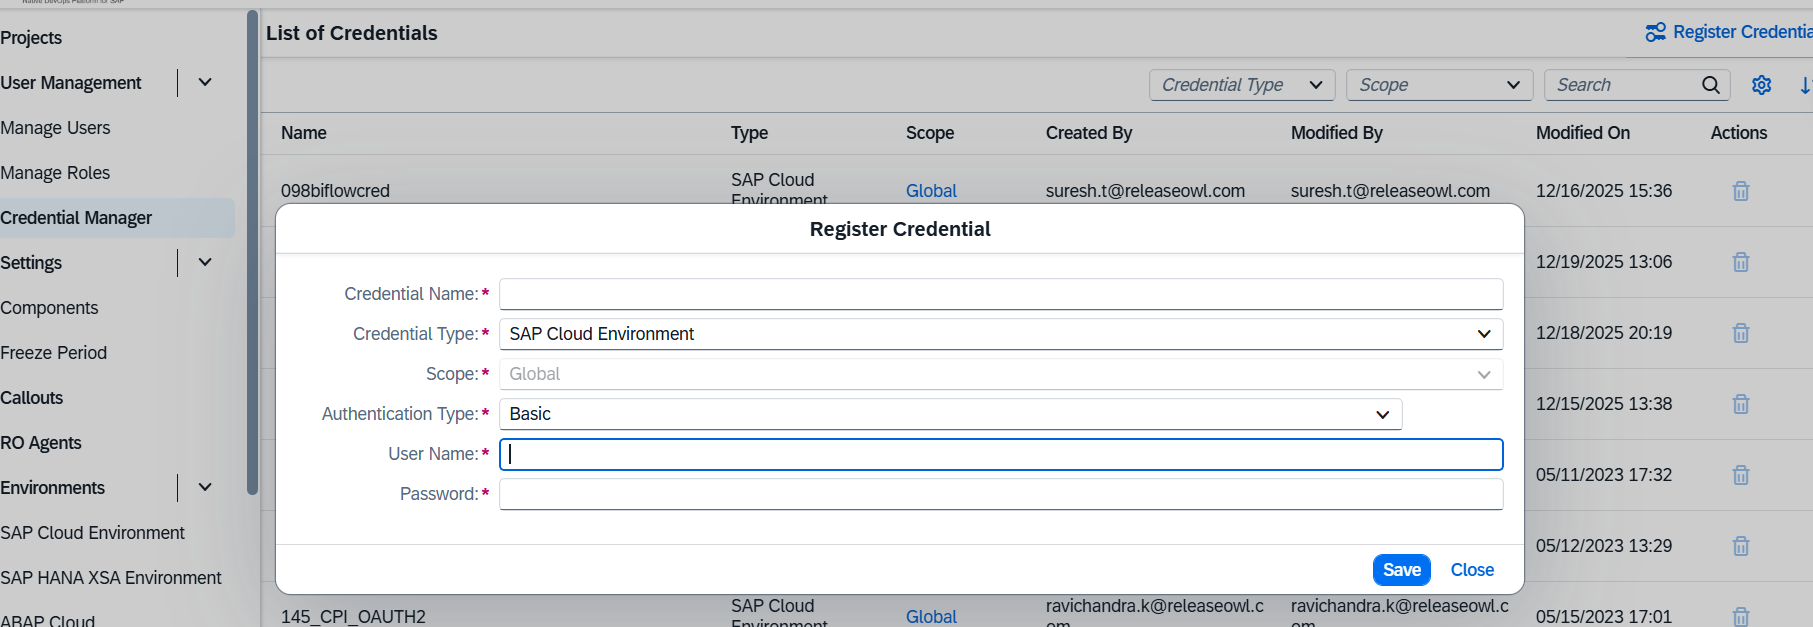 Native DevOps Platform for SAP
Projects
List of Credentials
Register Credentia
User Management
Credential Type
Scope
Search
Manage Users
Name
Type
Scope
Created By
Modified By
Modified On
Actions
Manage Roles
098biflowcred
SAP Cloud
Environment
Global
suresh.t@releaseowl.com
suresh.t@releaseowl.com
12/16/2025 15:36
Credential Manager
Register Credential
Settings
12/19/2025 13:06
Credential Name:*
Components
Credential Type:*
SAP Cloud Environment
12/18/2025 20:19
Freeze Period
Scope:*
Global
Callouts
Authentication Type:*
Basic
12/15/2025 13:38
RO Agents
User Name:*
05/11/2023 17:32
Environments
Password:*
SAP Cloud Environment
05/12/2023 13:29
SAP HANA XSA Environment
Save
Close
ABAP Cloud
145_CPI_OAUTH2
SAP Cloud
Environment
Global
ravichandra.k@releaseowl.c
om
ravichandra.k@releaseowl.c
om
05/15/2023 17:01